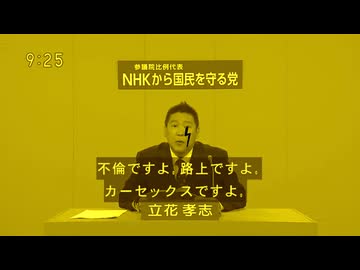 9:25
参議院比例代表
NHKから国民を守る党
不倫ですよ。路上ですよ。
カーセックスですよ。
立花 孝志